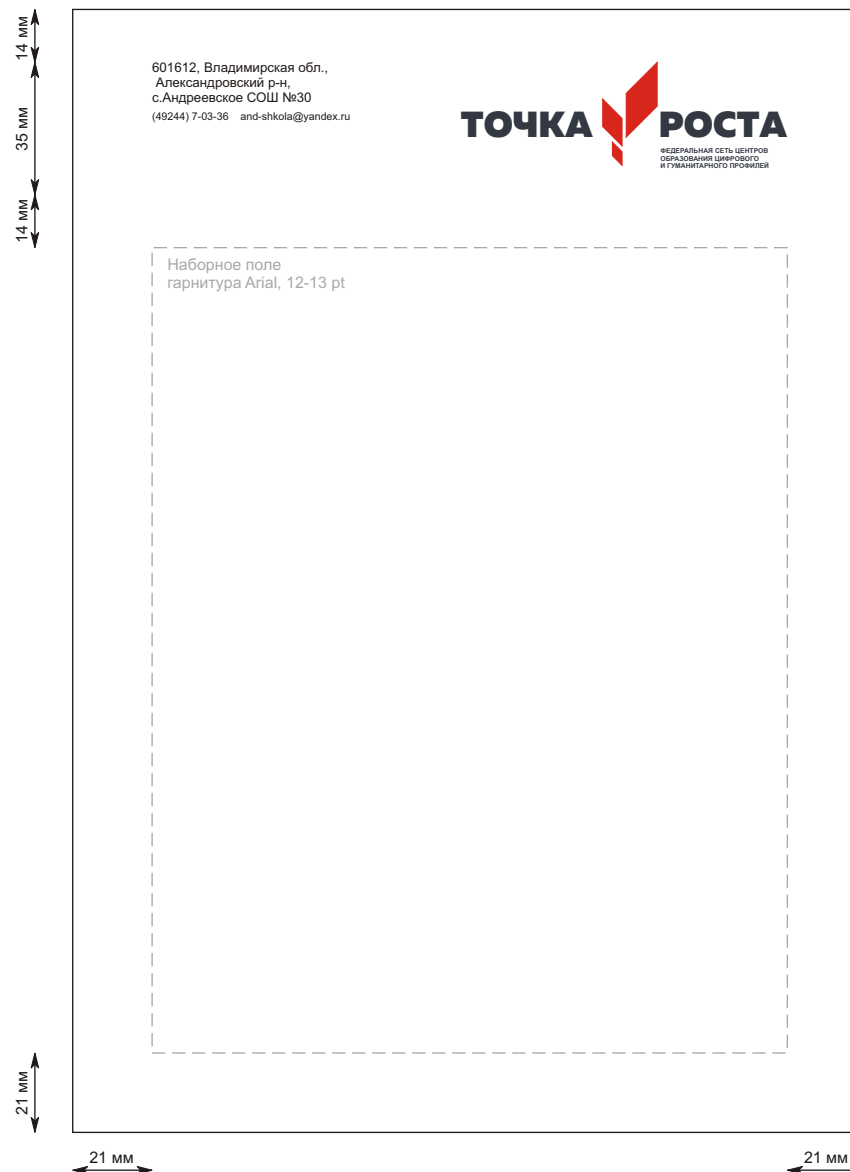 14 мм
35 мм
14 мм
601612, Владимирская обл.,
Александровский р-н,
с.Андреевское СОШ №30
(49244) 7-03-36 and-shkola@yandex.ru
ТОЧКА РОСТА
ФЕДЕРАЛЬНАЯ СЕТЬ ЦЕНТРОВ
ОБРАЗОВАНИЯ ЦИФРОВОГО
И ГУМАНИТАРНОГО ПРОФИЛЕЙ
Наборное поле
гарнитура Arial, 12-13 pt
21 мм
21 мм
21 мм